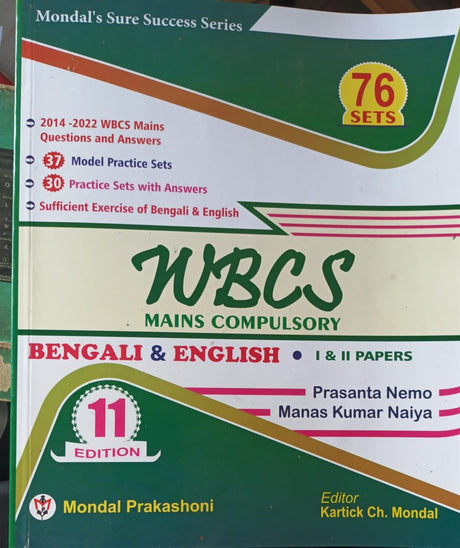 Mondal's Sure Success Series
76
SETS
2014 -2022 WBCS Mains
Questions and Answers
37 Model Practice Sets
30 Practice Sets with Answers
Sufficient Exercise of Bengali & English
WBCS
MAINS COMPULSORY
BENGALI & ENGLISH • I & II PAPERS
Prasanta Nemo
Manas Kumar Naiya
11
EDITION
Mondal Prakashoni
Editor
Kartick Ch. Mondal